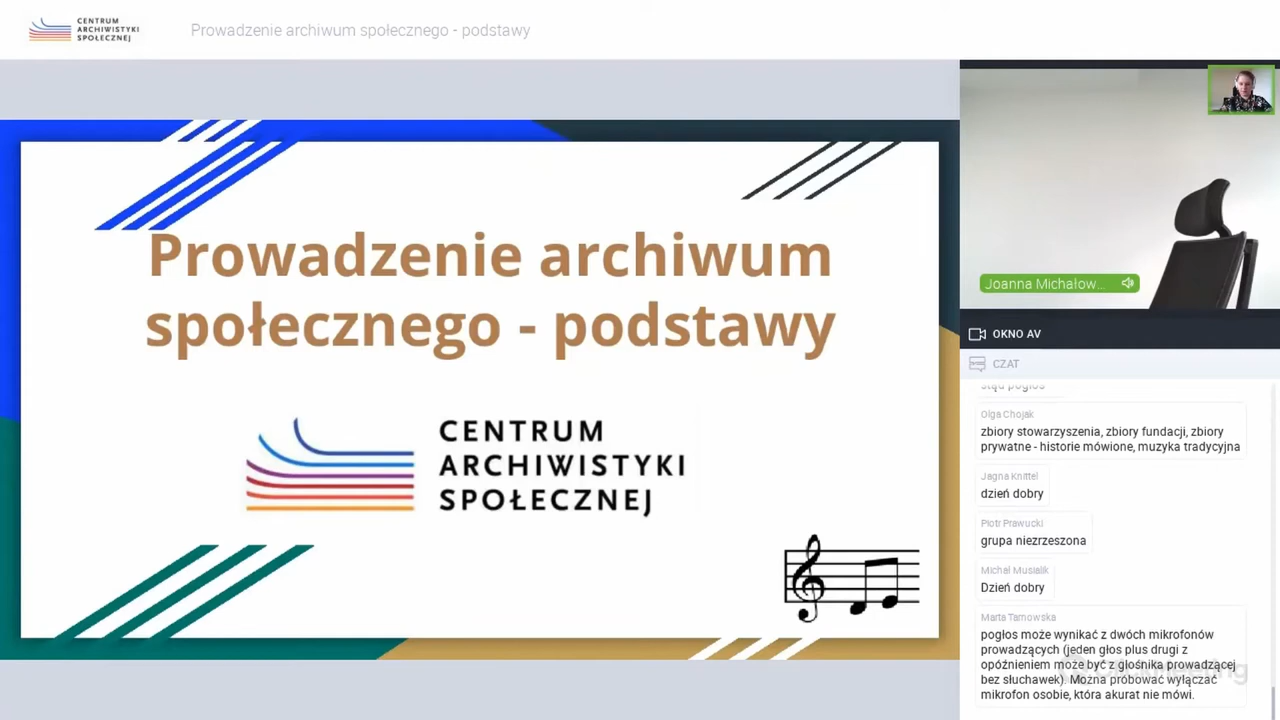 CENTRUM
ARCHIWISTYKI
SPOŁECZNEJ
Prowadzenie archiwum społecznego - podstawy
Prowadzenie archiwum
społecznego - podstawy
CENTRUM
ARCHIWISTYKI
SPOŁECZNEJ
Joanna Michałow...
OKNO AV
CZAT
stąd pogłos
Olga Chojak
zbiory stowarzyszenia, zbiory fundacji, zbiory
prywatne - historie mówione, muzyka tradycyjna
Jagna Knittel
dzień dobry
Piotr Prawucki
grupa niezrzeszona
Michał Musialik
Dzień dobry
Marta Tarnowska
pogłos może wynikać z dwóch mikrofonów
prowadzących (jeden głos plus drugi z
opóźnieniem może być z głośnika prowadzącej
bez słuchawek). Można próbować wyłączać
mikrofon osobie, która akurat nie mówi.
ClickMeeting